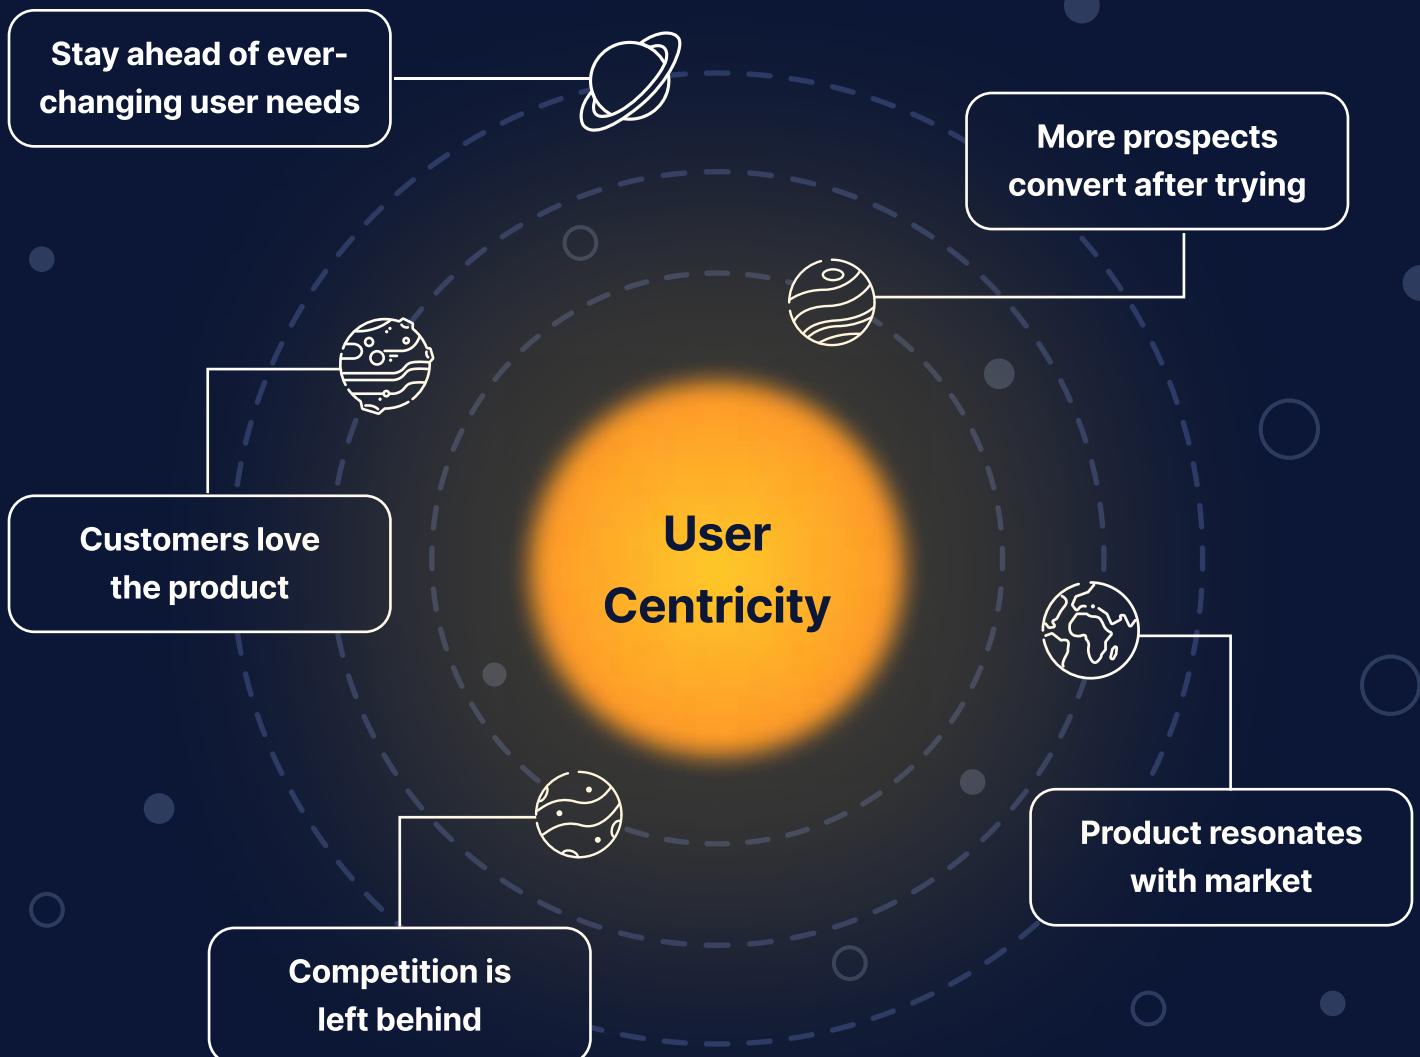 Stay ahead of ever-
changing user needs
More prospects
convert after trying
Customers love
the product
User
Centricity
Product resonates
with market
Competition is
left behind